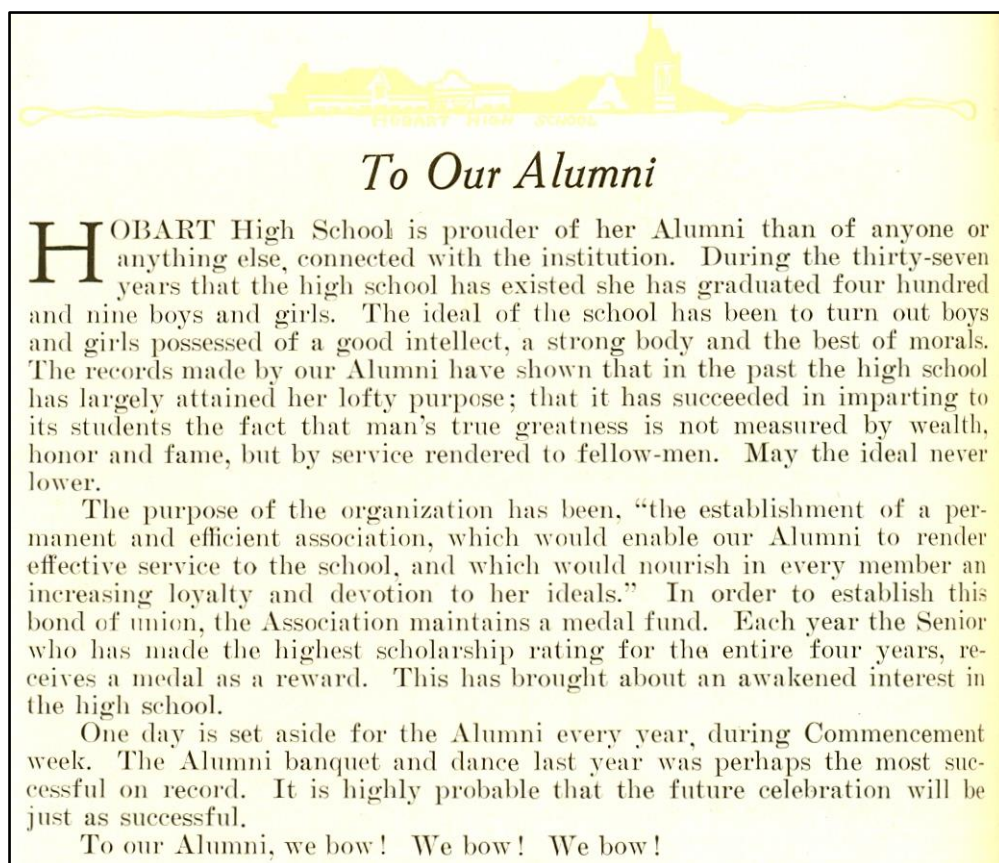 HOBART HIGH SCHOOL
To Our Alumni
HOBART High School is prouder of her Alumni than of anyone or
anything else, connected with the institution. During the thirty-seven
years that the high school has existed she has graduated four hundred
and nine boys and girls. The ideal of the school has been to turn out boys
and girls possessed of a good intellect, a strong body and the best of morals.
The records made by our Alumni have shown that in the past the high school
has largely attained her lofty purpose; that it has succeeded in imparting to
its students the fact that man's true greatness is not measured by wealth,
honor and fame, but by service rendered to fellow-men. May the ideal never
lower.
The purpose of the organization has been, “the establishment of a per-
manent and efficient association, which would enable our Alumni to render
effective service to the school, and which would nourish in every member an
increasing loyalty and devotion to her ideals.” In order to establish this
bond of union, the Association maintains a medal fund. Each year the Senior
who has made the highest scholarship rating for the entire four years, re-
ceives a medal as a reward. This has brought about an awakened interest in
the high school.
One day is set aside for the Alumni every year, during Commencement
week. The Alumni banquet and dance last year was perhaps the most suc-
cessful on record. It is highly probable that the future celebration will be
just as successful.
To our Alumni, we bow! We bow! We bow!